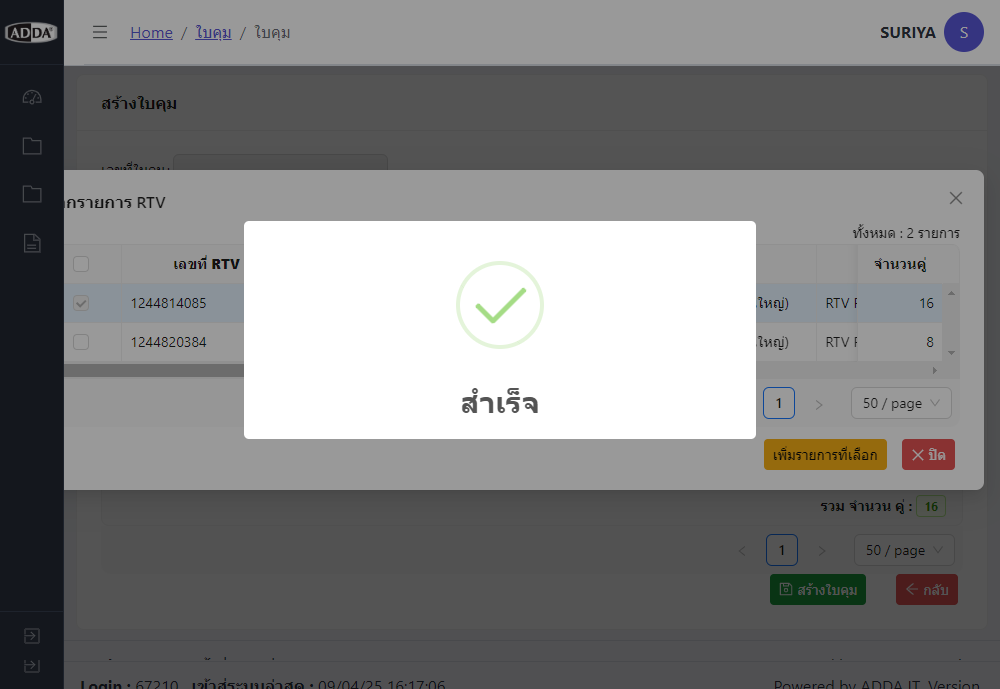 ADDA
Home / ใบคุม / ใบคุม
SURIYA S
สร้างใบคุม
เลขที่ใบคุม:
รายการ RTV
ทั้งหมด : 2 รายการ
เลขที่ RTV จำนวนคู่
1244814085 ใหญ่) RTV 16
1244820384 ใหญ่) RTV 8
สำเร็จ
1 > 50 / page
เพิ่มรายการที่เลือก ปิด
รวม จำนวน คู่ : 16
< 1 > 50 / page
สร้างใบคุม กลับ
Login : 67210 เข้าสู่ระบบล่าสุด : 09/04/25 16:17:06
Powered by ADDA IT. Version